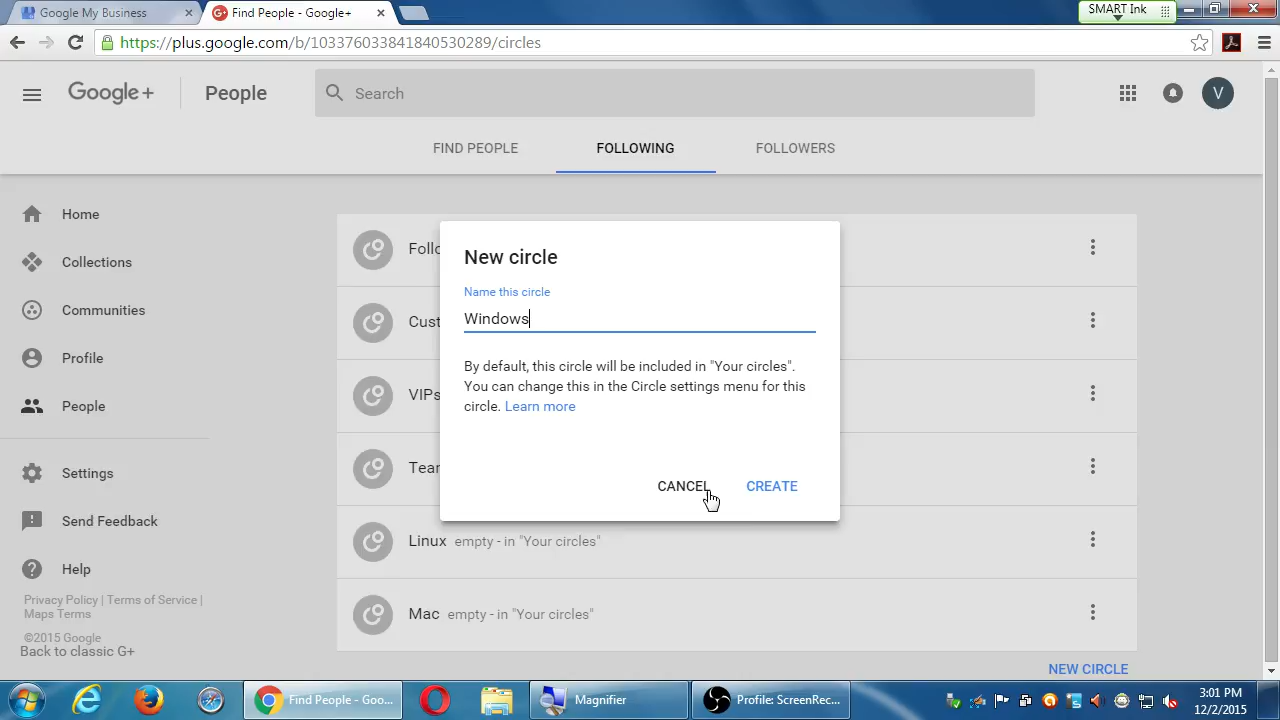 Google My Business
Find People - Google+
SMART Ink
https://plus.google.com/b/103376033841840530289/circles
Google+
People
Search
V
FIND PEOPLE
FOLLOWING
FOLLOWERS
Home
Collections
Communities
Profile
People
Settings
Send Feedback
Help
Privacy Policy | Terms of Service |
Maps Terms
©2015 Google
Back to classic G+
Follo
Cust
VIPs
Tear
Linux empty - in "Your circles"
Mac empty - in "Your circles"
NEW CIRCLE
New circle
Name this circle
Windows
By default, this circle will be included in "Your circles".
You can change this in the Circle settings menu for this
circle. Learn more
CANCEL
CREATE
Find People - Goo...
Magnifier
Profile: ScreenRec...
3:01 PM
12/2/2015